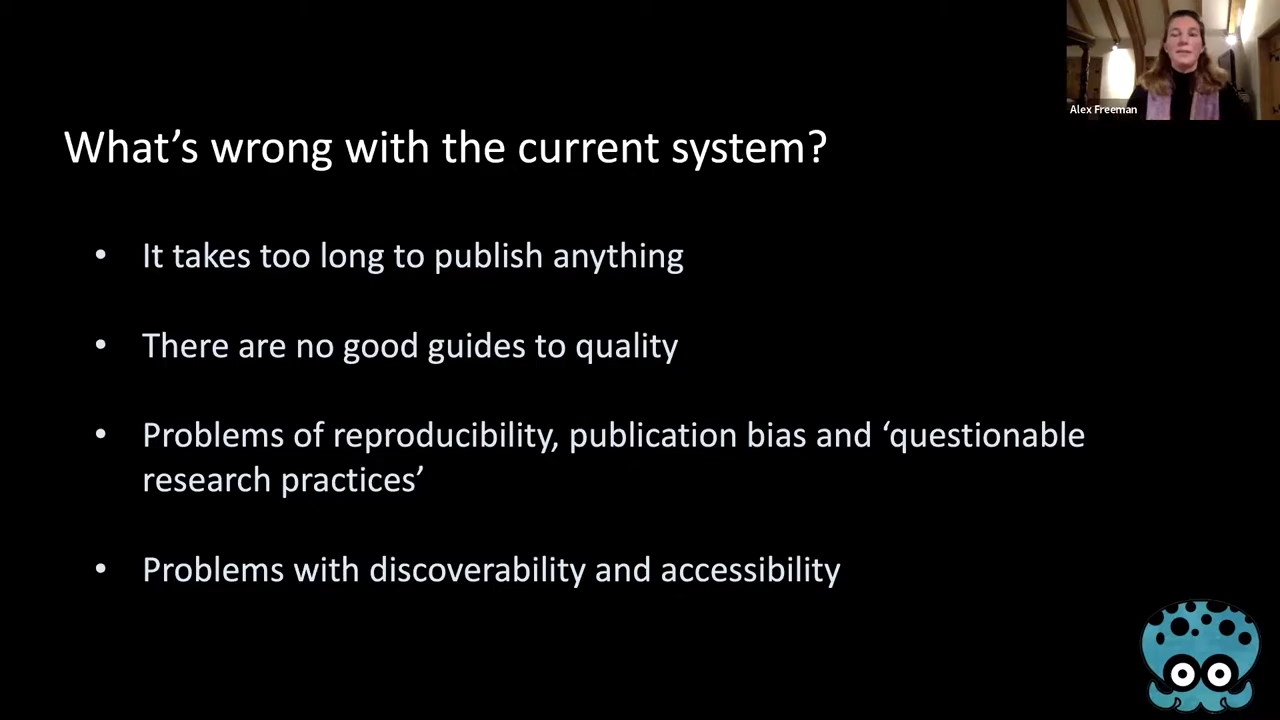 Alex Freeman
What’s wrong with the current system?
• It takes too long to publish anything
• There are no good guides to quality
• Problems of reproducibility, publication bias and ‘questionable
research practices’
• Problems with discoverability and accessibility